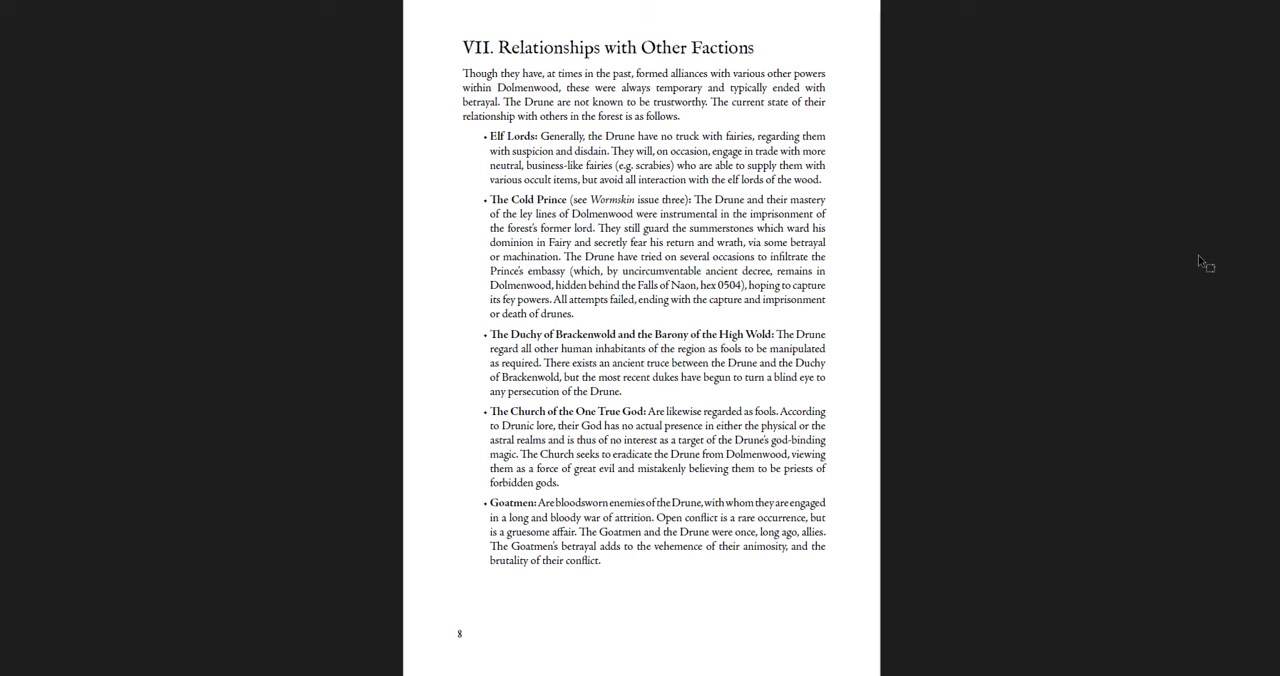 VII. Relationships with Other Factions
Though they have, at times in the past, formed alliances with various other powers
within Dolmenwood, these were always temporary and typically ended with
betrayal. The Drune are not known to be trustworthy. The current state of their
relationship with others in the forest is as follows.
• Elf Lords: Generally, the Drune have no truck with fairies, regarding them
with suspicion and disdain. They will, on occasion, engage in trade with more
neutral, business-like fairies (e.g. scrabies) who are able to supply them with
various occult items, but avoid all interaction with the elf lords of the wood.
• The Cold Prince (see Wormskin issue three): The Drune and their mastery
of the ley lines of Dolmenwood were instrumental in the imprisonment of
the forest's former lord. They still guard the summerstones which ward his
dominion in Fairy and secretly fear his return and wrath, via some betrayal
or machination. The Drune have tried on several occasions to infiltrate the
Prince's embassy (which, by uncircumventable ancient decree, remains in
Dolmenwood, hidden behind the Falls of Naon, hex 0504), hoping to capture
its fey powers. All attempts failed, ending with the capture and imprisonment
or death of drunes.
• The Duchy of Brackenwold and the Barony of the High Wold: The Drune
regard all other human inhabitants of the region as fools to be manipulated
as required. There exists an ancient truce between the Drune and the Duchy
of Brackenwold, but the most recent dukes have begun to turn a blind eye to
any persecution of the Drune.
• The Church of the One True God: Are likewise regarded as fools. According
to Drunic lore, their God has no actual presence in either the physical or the
astral realms and is thus of no interest as a target of the Drune's god-binding
magic. The Church seeks to eradicate the Drune from Dolmenwood, viewing
them as a force of great evil and mistakenly believing them to be priests of
forbidden gods.
• Goatmen: Are bloodsworn enemies of the Drune, with whom they are engaged
in a long and bloody war of attrition. Open conflict is a rare occurrence, but
is a gruesome affair. The Goatmen and the Drune were once, long ago, allies.
The Goatmen's betrayal adds to the vehemence of their animosity, and the
brutality of their conflict.
8